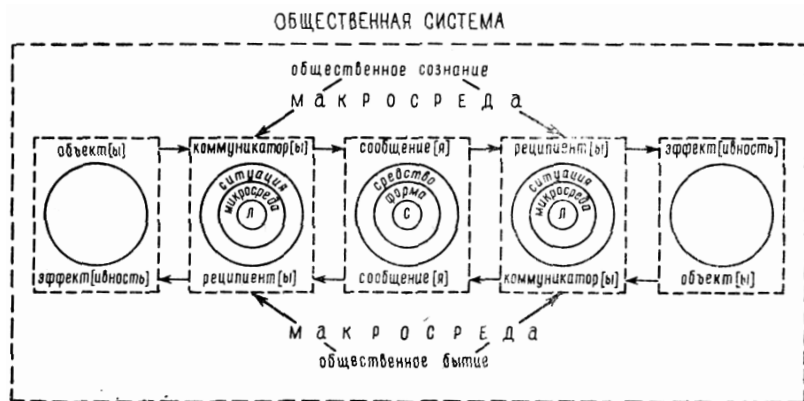 ОБЩЕСТВЕННАЯ СИСТЕМА
общественное сознание
МАКРОСРЕДА
объект[ы] коммуникатор[ы] сообщение[я] реципиент[ы] эффект[ивность]
ситуация средство ситуация
микросреда форма микросреда
Л С Л
эффект[ивность] реципиент[ы] сообщение[я] коммуникатор[ы] объект[ы]
МАКРОСРЕДА
общественное бытие